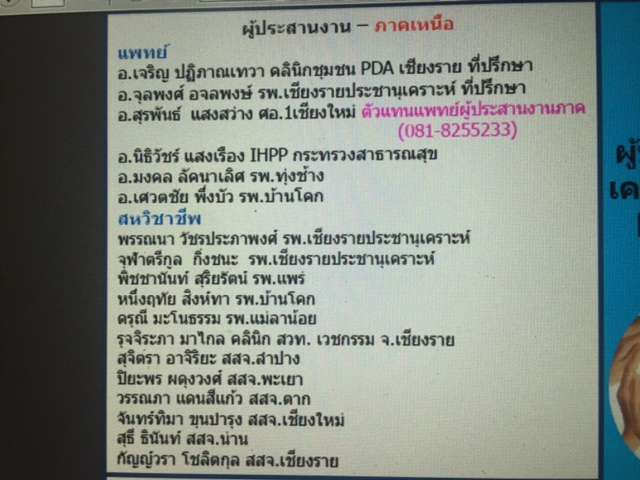 ผู้ประสานงาน – ภาคเหนือ
แพทย์
อ.เจริญ ปฏิภาณเทวา คลินิกชุมชน PDA เชียงราย ที่ปรึกษา
อ.จุลพงศ์ อจลพงษ์ รพ.เชียงรายประชานุเคราะห์ ที่ปรึกษา
อ.สุรพันธ์ แสงสว่าง ศอ.1เชียงใหม่ ตัวแทนแพทย์ผู้ประสานงานภาค
(081-8255233)
อ.นิธิวัชร์ แสงเรือง IHPP กระทรวงสาธารณสุข
อ.มงคล ลัคนาเลิศ รพ.ทุ่งช้าง
อ.เศวตชัย พึ่งบัว รพ.บ้านโคก
สหวิชาชีพ
พรรณนา วัชรประภาพงศ์ รพ.เชียงรายประชานุเคราะห์
จุฬาตรีกูล กิ่งชนะ รพ.เชียงรายประชานุเคราะห์
พิชชานันท์ สุริยรัตน์ รพ.แพร่
หนึ่งฤทัย สิงห์ทา รพ.บ้านโคก
ดรุณี มะโนธรรม รพ.แม่ลาน้อย
รุจจิระภา มาไกล คลินิก สวท. เวชกรรม จ.เชียงราย
สุจิตรา อาจิริยะ สสจ.ลำปาง
ปิยะพร ผดุงวงศ์ สสจ.พะเยา
วรรณภา แดนสีแก้ว สสจ.ตาก
จันทร์ทิมา ขุนบำรุง สสจ.เชียงใหม่
สุธี ธินันท์ สสจ.น่าน
กัญญ์วรา โชลิตกุล สสจ.เชียงราย